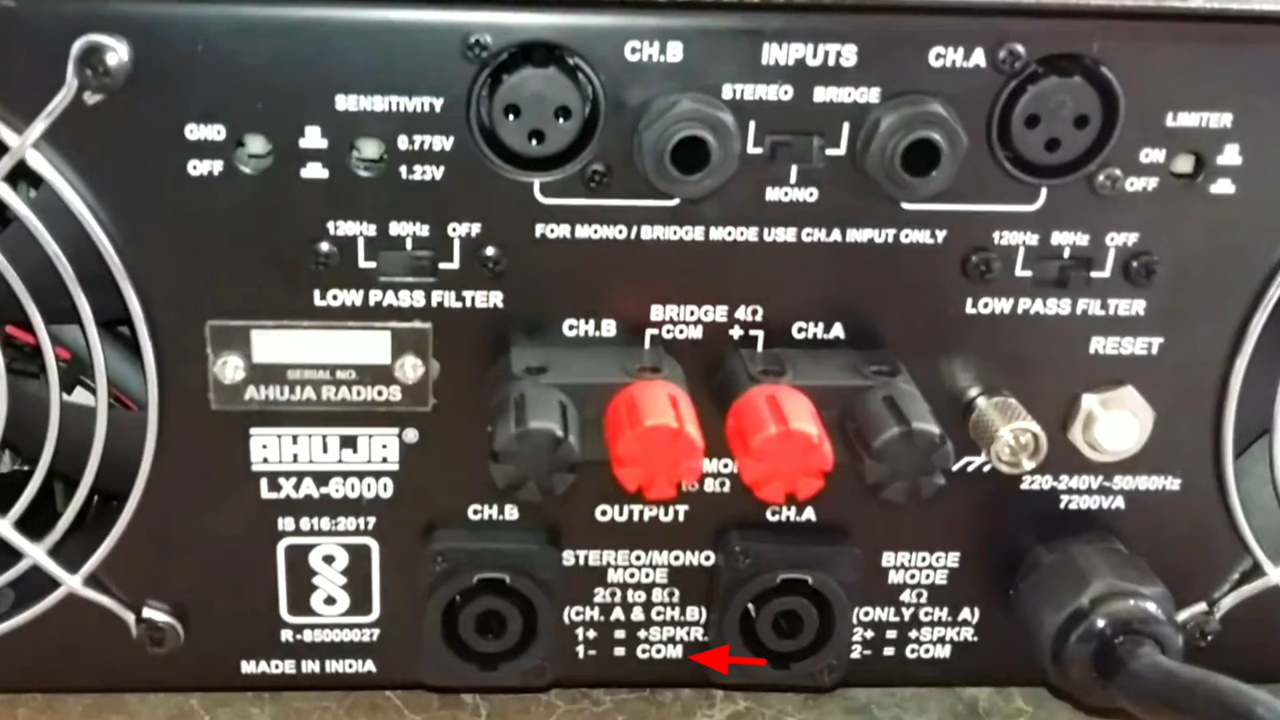 CH.B INPUTS CH.A
STEREO BRIDGE
MONO
SENSITIVITY
GND
OFF
0.775V
1.23V
LIMITER
ON
OFF
FOR MONO / BRIDGE MODE USE CH.A INPUT ONLY
120Hz 80Hz OFF
LOW PASS FILTER
120Hz 80Hz OFF
LOW PASS FILTER
BRIDGE 4Ω
CH.B COM + CH.A
RESET
SERIAL NO.
AHUJA RADIOS
AHUJA®
LXA-6000
to 8Ω
220-240V~50/60Hz
7200VA
CH.B OUTPUT CH.A
IS 616:2017
R-85000027
MADE IN INDIA
STEREO/MONO
MODE
2Ω to 8Ω
(CH. A & CH.B)
1+ = +SPKR.
1- = COM
BRIDGE
MODE
4Ω
(ONLY CH. A)
2+ = +SPKR.
2- = COM